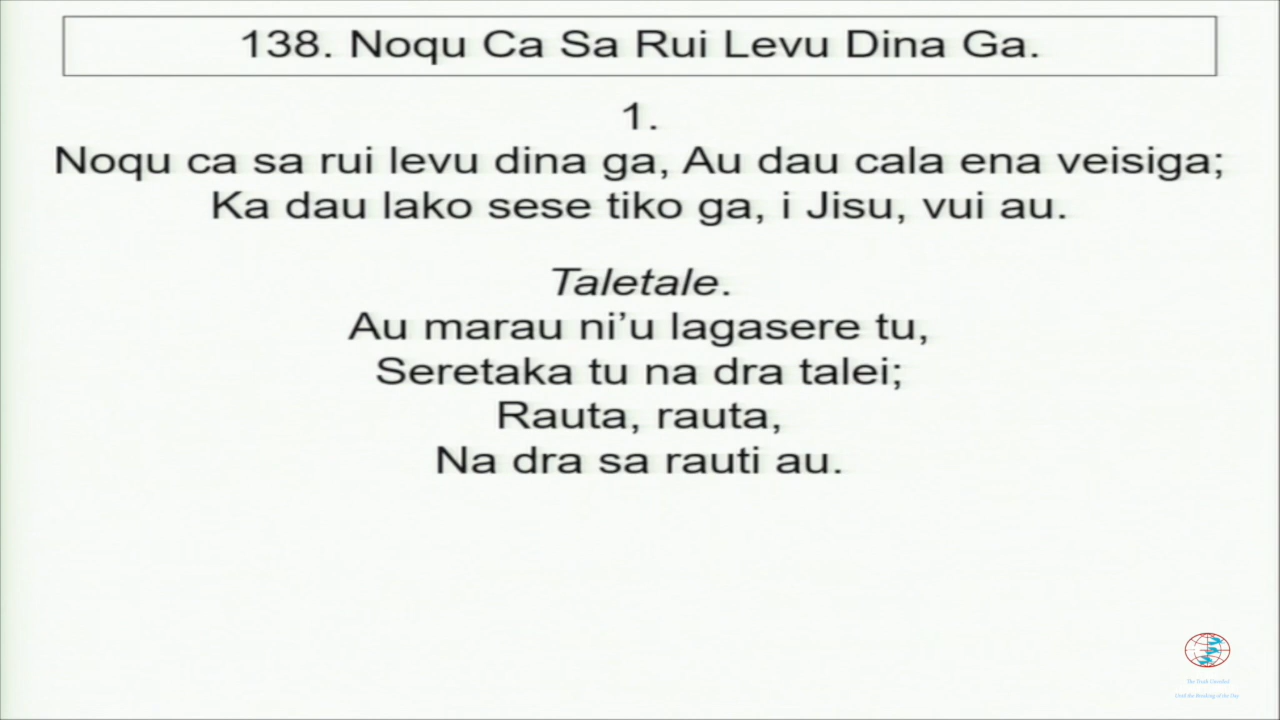 138. Noqu Ca Sa Rui Levu Dina Ga.
1.
Noqu ca sa rui levu dina ga, Au dau cala ena veisiga;
Ka dau lako sese tiko ga, i Jisu, vui au.
Taletale.
Au marau ni’u lagasere tu,
Seretaka tu na dra talei;
Rauta, rauta,
Na dra sa rauti au.